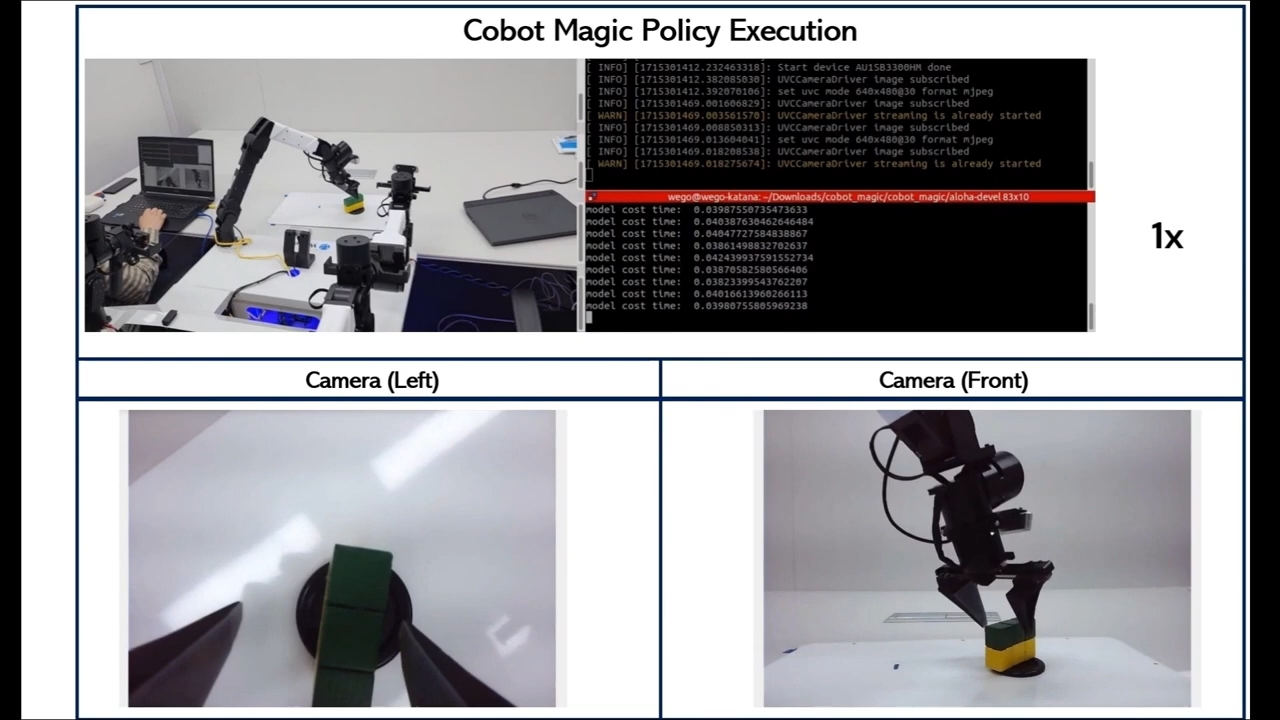 Cobot Magic Policy Execution
[ INFO] [1715301412.232463318]: Start device AU1SB3300HM done
[ INFO] [1715301412.382085030]: UVCCameraDriver image subscribed
[ INFO] [1715301412.392070106]: set uvc mode 640x480@30 format mjpeg
[ INFO] [1715301469.001606829]: UVCCameraDriver image subscribed
[ WARN] [1715301469.003561570]: UVCCameraDriver streaming is already started
[ INFO] [1715301469.008850313]: UVCCameraDriver image subscribed
[ INFO] [1715301469.013604041]: set uvc mode 640x480@30 format mjpeg
[ INFO] [1715301469.018208538]: UVCCameraDriver image subscribed
[ WARN] [1715301469.018275674]: UVCCameraDriver streaming is already started
wego@wego-katana: ~/Downloads/cobot_magic/cobot_magic/aloha-devel 83x10
model cost time: 0.03987550735473633
model cost time: 0.040387630462646484
model cost time: 0.04047727584838867
model cost time: 0.03861498832702637
model cost time: 0.042439937591552734
model cost time: 0.03870582580566406
model cost time: 0.03823399543762207
model cost time: 0.04016613960266113
model cost time: 0.03980755805969238
1x
Camera (Left)
Camera (Front)